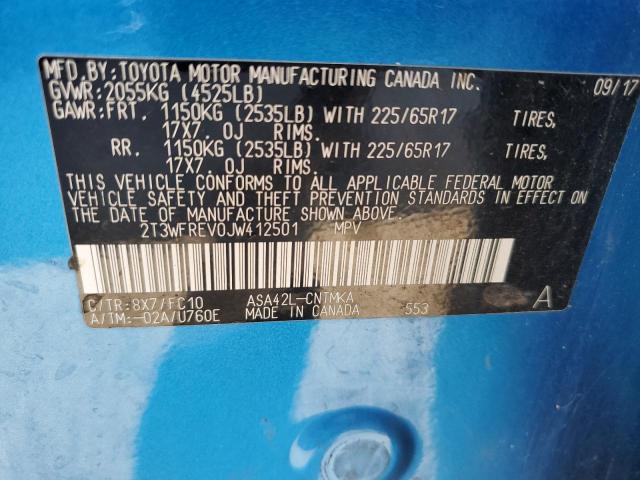 MFD.BY:TOYOTA MOTOR MANUFACTURING CANADA INC. 09/17
GVWR:2055KG (4525LB)
GAWR:FRT. 1150KG (2535LB) WITH 225/65R17 TIRES,
17X7. 0J RIMS.
RR. 1150KG (2535LB) WITH 225/65R17 TIRES,
17X7. 0J RIMS.
THIS VEHICLE CONFORMS TO ALL APPLICABLE FEDERAL MOTOR
VEHICLE SAFETY AND THEFT PREVENTION STANDARDS IN EFFECT ON
THE DATE OF MANUFACTURE SHOWN ABOVE.
2T3WFREV0JW412501 MPV
C/TR:8X7/FC10 ASA42L-CNTMKA 553 A
A/TM:-02A/U760E MADE IN CANADA